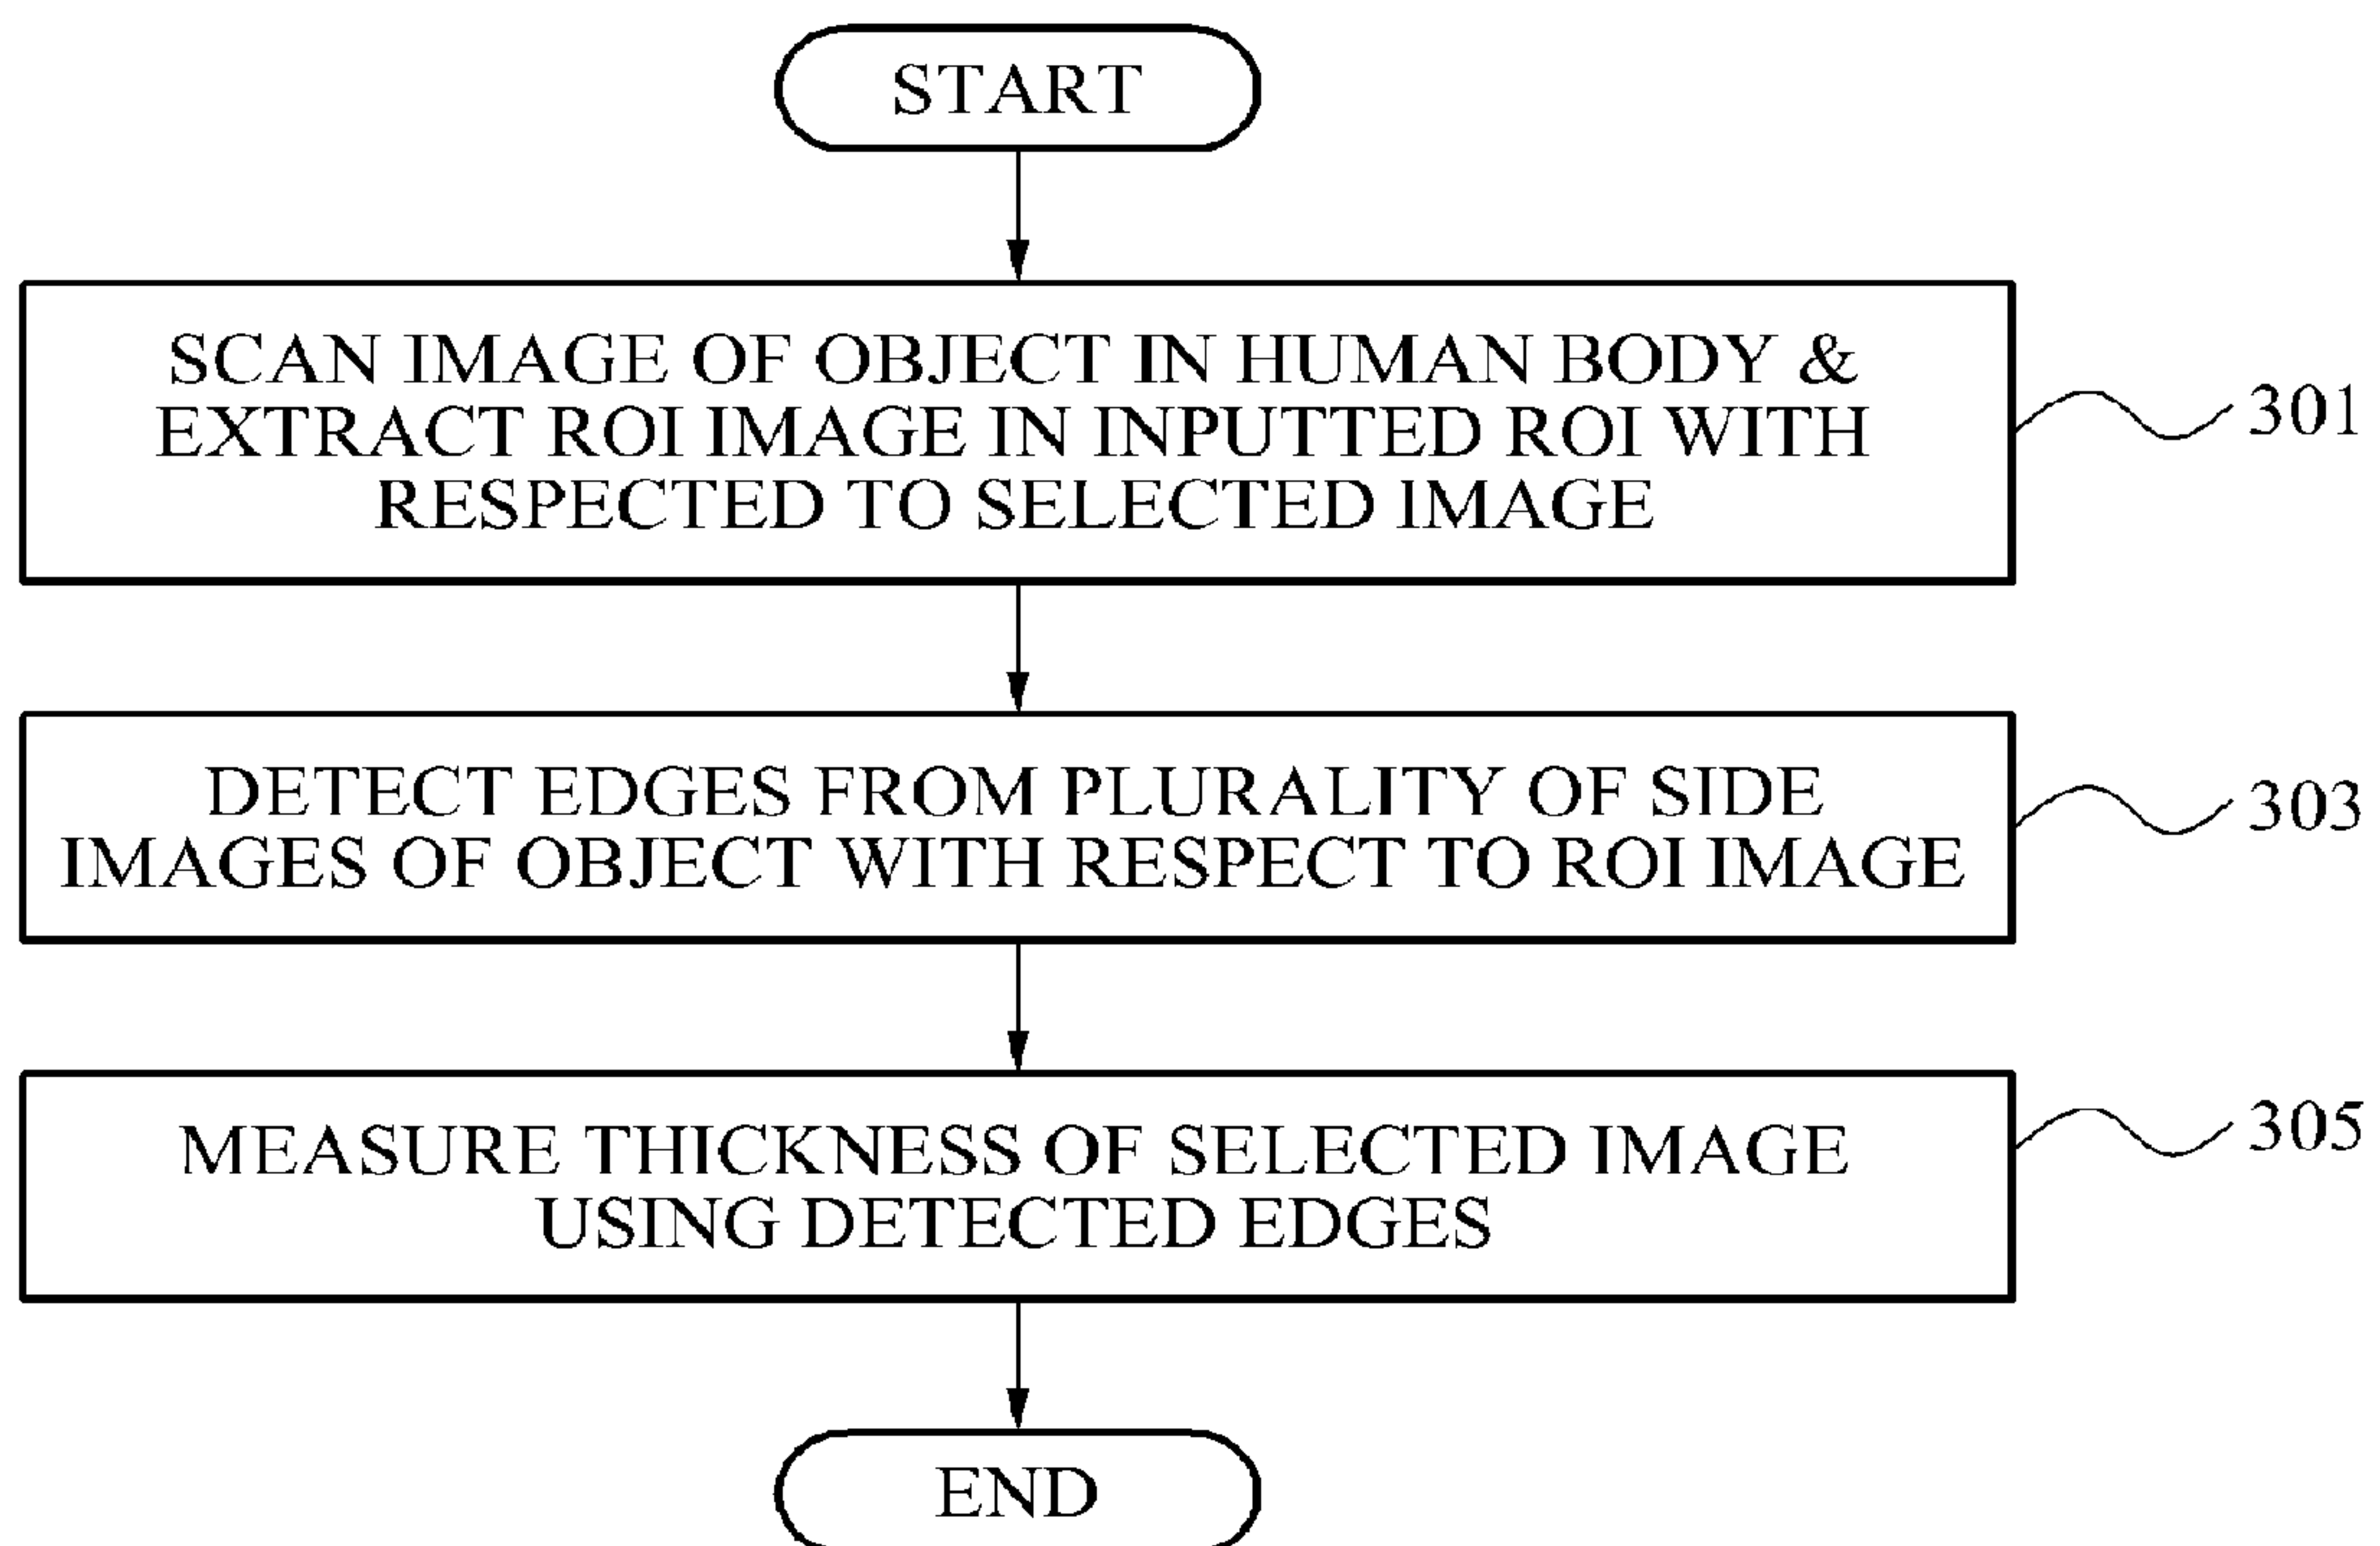 START
SCAN IMAGE OF OBJECT IN HUMAN BODY &
EXTRACT ROI IMAGE IN INPUTTED ROI WITH
RESPECTED TO SELECTED IMAGE
301
DETECT EDGES FROM PLURALITY OF SIDE
IMAGES OF OBJECT WITH RESPECT TO ROI IMAGE
303
MEASURE THICKNESS OF SELECTED IMAGE
USING DETECTED EDGES
305
END